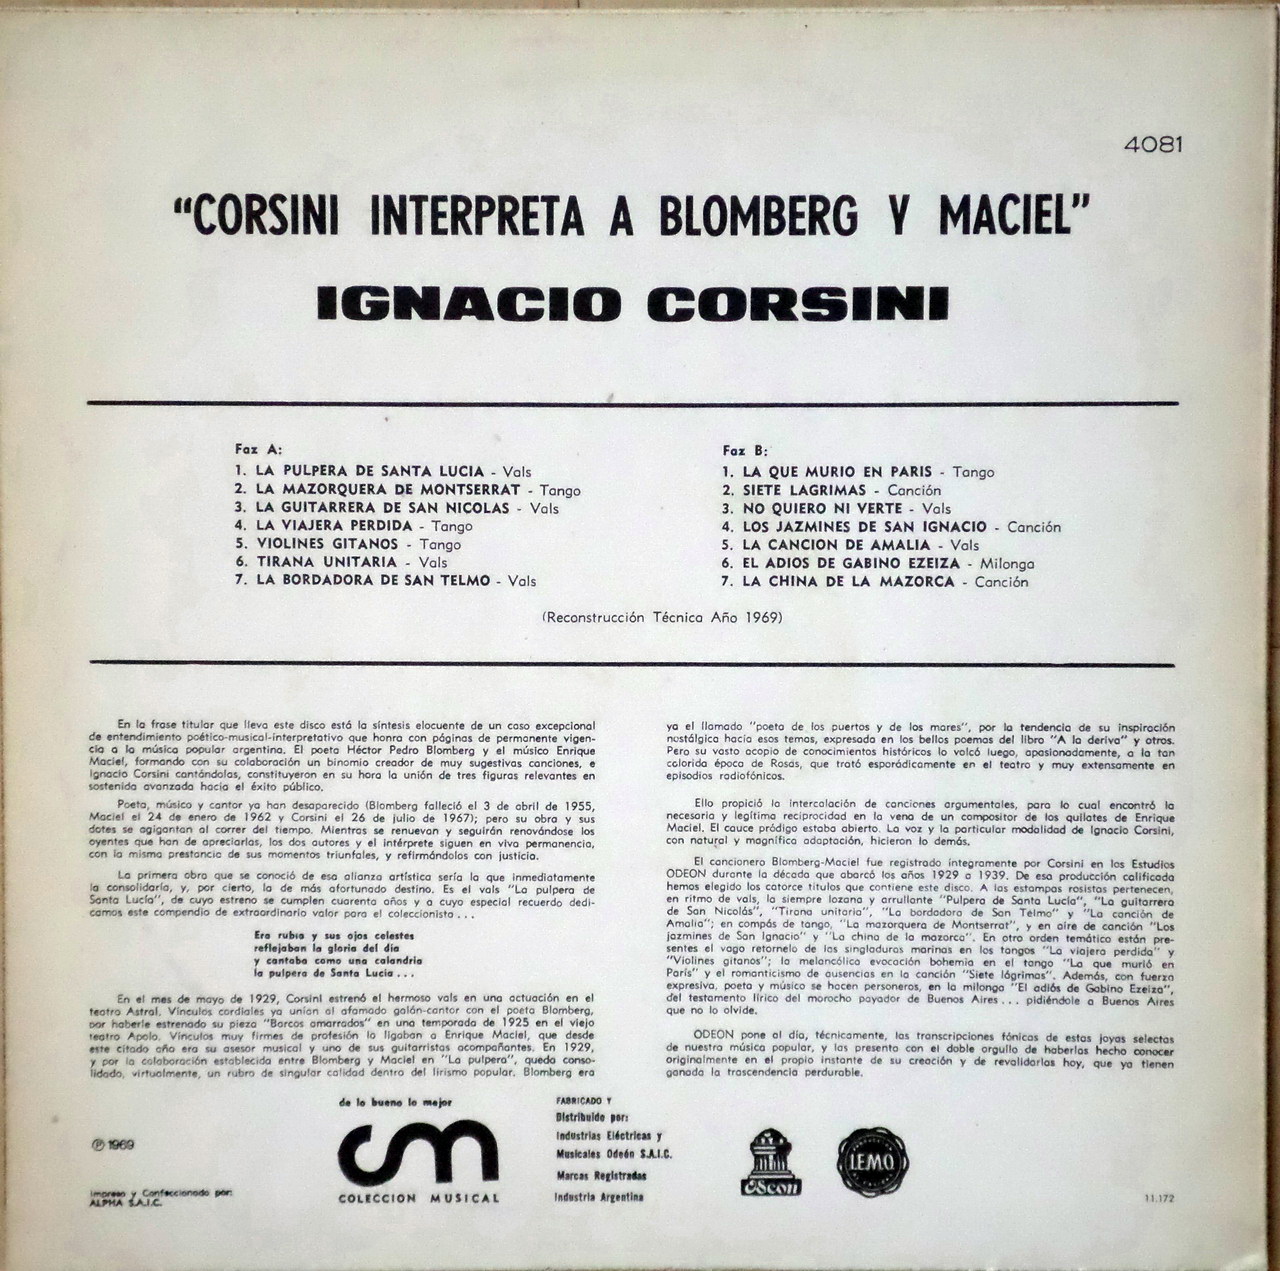 4081
"CORSINI INTERPRETA A BLOMBERG Y MACIEL"
IGNACIO CORSINI
Faz A:
1. LA PULPERA DE SANTA LUCIA - Vals
2. LA MAZORQUERA DE MONTSERRAT - Tango
3. LA GUITARRERA DE SAN NICOLAS - Vals
4. LA VIAJERA PERDIDA - Tango
5. VIOLINES GITANOS - Tango
6. TIRANA UNITARIA - Vals
7. LA BORDADORA DE SAN TELMO - Vals
Faz B:
1. LA QUE MURIO EN PARIS - Tango
2. SIETE LAGRIMAS - Canción
3. NO QUIERO NI VERTE - Vals
4. LOS JAZMINES DE SAN IGNACIO - Canción
5. LA CANCION DE AMALIA - Vals
6. EL ADIOS DE GABINO EZEIZA - Milonga
7. LA CHINA DE LA MAZORCA - Canción
(Reconstrucción Técnica Año 1969)
En la frase titular que lleva este disco está la síntesis elocuente de un caso excepcional
de entendimiento poético-musical-interpretativo que honra con páginas de permanente vigen-
cia a la música popular argentina. El poeta Héctor Pedro Blomberg y el músico Enrique
Maciel, formando con su colaboración un binomio creador de muy sugestivas canciones, e
Ignacio Corsini cantándolas, constituyeron en su hora la unión de tres figuras relevantes en
sostenida avanzada hacia el éxito público.
Poeta, músico y cantor ya han desaparecido (Blomberg falleció el 3 de abril de 1955,
Maciel el 24 de enero de 1962 y Corsini el 26 de julio de 1967); pero su obra y sus
dotes se agigantan al correr del tiempo. Mientras se renuevan y seguirán renovándose los
oyentes que han de apreciarlas, los dos autores y el intérprete siguen en viva permanencia,
con la misma prestancia de sus momentos triunfales, y refirmándolos con justicia.
La primera obra que se conoció de esa alianza artística sería la que inmediatamente
la consolidaría, y, por cierto, la de más afortunado destino. Es el vals "La pulpera de
Santa Lucía", de cuyo estreno se cumplen cuarenta años y a cuyo especial recuerdo dedi-
camos este compendio de extraordinario valor para el coleccionista . . .
Era rubia y sus ojos celestes
reflejaban la gloria del día
y cantaba como una calandria
la pulpera de Santa Lucía . . .
En el mes de mayo de 1929, Corsini estrenó el hermoso vals en una actuación en el
teatro Astral. Vínculos cordiales ya unían al afamado galán-cantor con el poeta Blomberg,
por haberle estrenado su pieza "Barcos amarrados" en una temporada de 1925 en el viejo
teatro Apolo. Vínculos muy firmes de profesión lo ligaban a Enrique Maciel, que desde
este citado año era su asesor musical y uno de sus guitarristas acompañantes. En 1929,
y por la colaboración establecida entre Blomberg y Maciel en "La pulpera", queda conso-
lidado, virtualmente, un rubro de singular calidad dentro del lirismo popular. Blomberg era
ya el llamado "poeta de los puertos y de los mares", por la tendencia de su inspiración
nostálgica hacia esos temas, expresada en los bellos poemas del libro "A la deriva" y otros.
Pero su vasto acopio de conocimientos históricos lo volcó luego, apasionadamente, a la tan
colorida época de Rosas, que trató esporádicamente en el teatro y muy extensamente en
episodios radiofónicos.
Ello propició la intercalación de canciones argumentales, para lo cual encontró la
necesaria y legítima reciprocidad en la vena de un compositor de los quilates de Enrique
Maciel. El cauce pródigo estaba abierto. La voz y la particular modalidad de Ignacio Corsini,
con natural y magnífica adaptación, hicieron lo demás.
El cancionero Blomberg-Maciel fue registrado íntegramente por Corsini en los Estudios
ODEON durante la década que abarcó los años 1929 a 1939. De esa producción calificada
hemos elegido los catorce títulos que contiene este disco. A las estampas rosistas pertenecen,
en ritmo de vals, la siempre lozana y arrullante "Pulpera de Santa Lucía", "La guitarrera
de San Nicolás", "Tirana unitaria", "La bordadora de San Telmo" y "La canción de
Amalia"; en compás de tango, "La mazorquera de Montserrat", y en aire de canción "Los
jazmines de San Ignacio" y "La china de la mazorca". En otro orden temático están pre-
sentes el vago retornelo de las singladuras marinas en los tangos "La viajera perdida" y
"Violines gitanos"; la melancólica evocación bohemia en el tango "La que murió en
París" y el romanticismo de ausencias en la canción "Siete lágrimas". Además, con fuerza
expresiva, poeta y músico se hacen personeros, en la milonga "El adiós de Gabino Ezeiza",
del testamento lírico del morocho payador de Buenos Aires . . . pidiéndole a Buenos Aires
que no lo olvide.
ODEON pone al día, técnicamente, las transcripciones fónicas de estas joyas selectas
de nuestra música popular, y las presenta con el doble orgullo de haberlas hecho conocer
originalmente en el propio instante de su creación y de revalidarlas hoy, que ya tienen
ganada la trascendencia perdurable.
de lo bueno lo mejor
cm
COLECCION MUSICAL
℗ 1969
Impreso y Confeccionado por:
ALPHA S.A.I.C.
FABRICADO Y
Distribuido por:
Industrias Eléctricas y
Musicales Odeón S.A.I.C.
Marcas Registradas
Industria Argentina
Odeon
LEMO
11.172